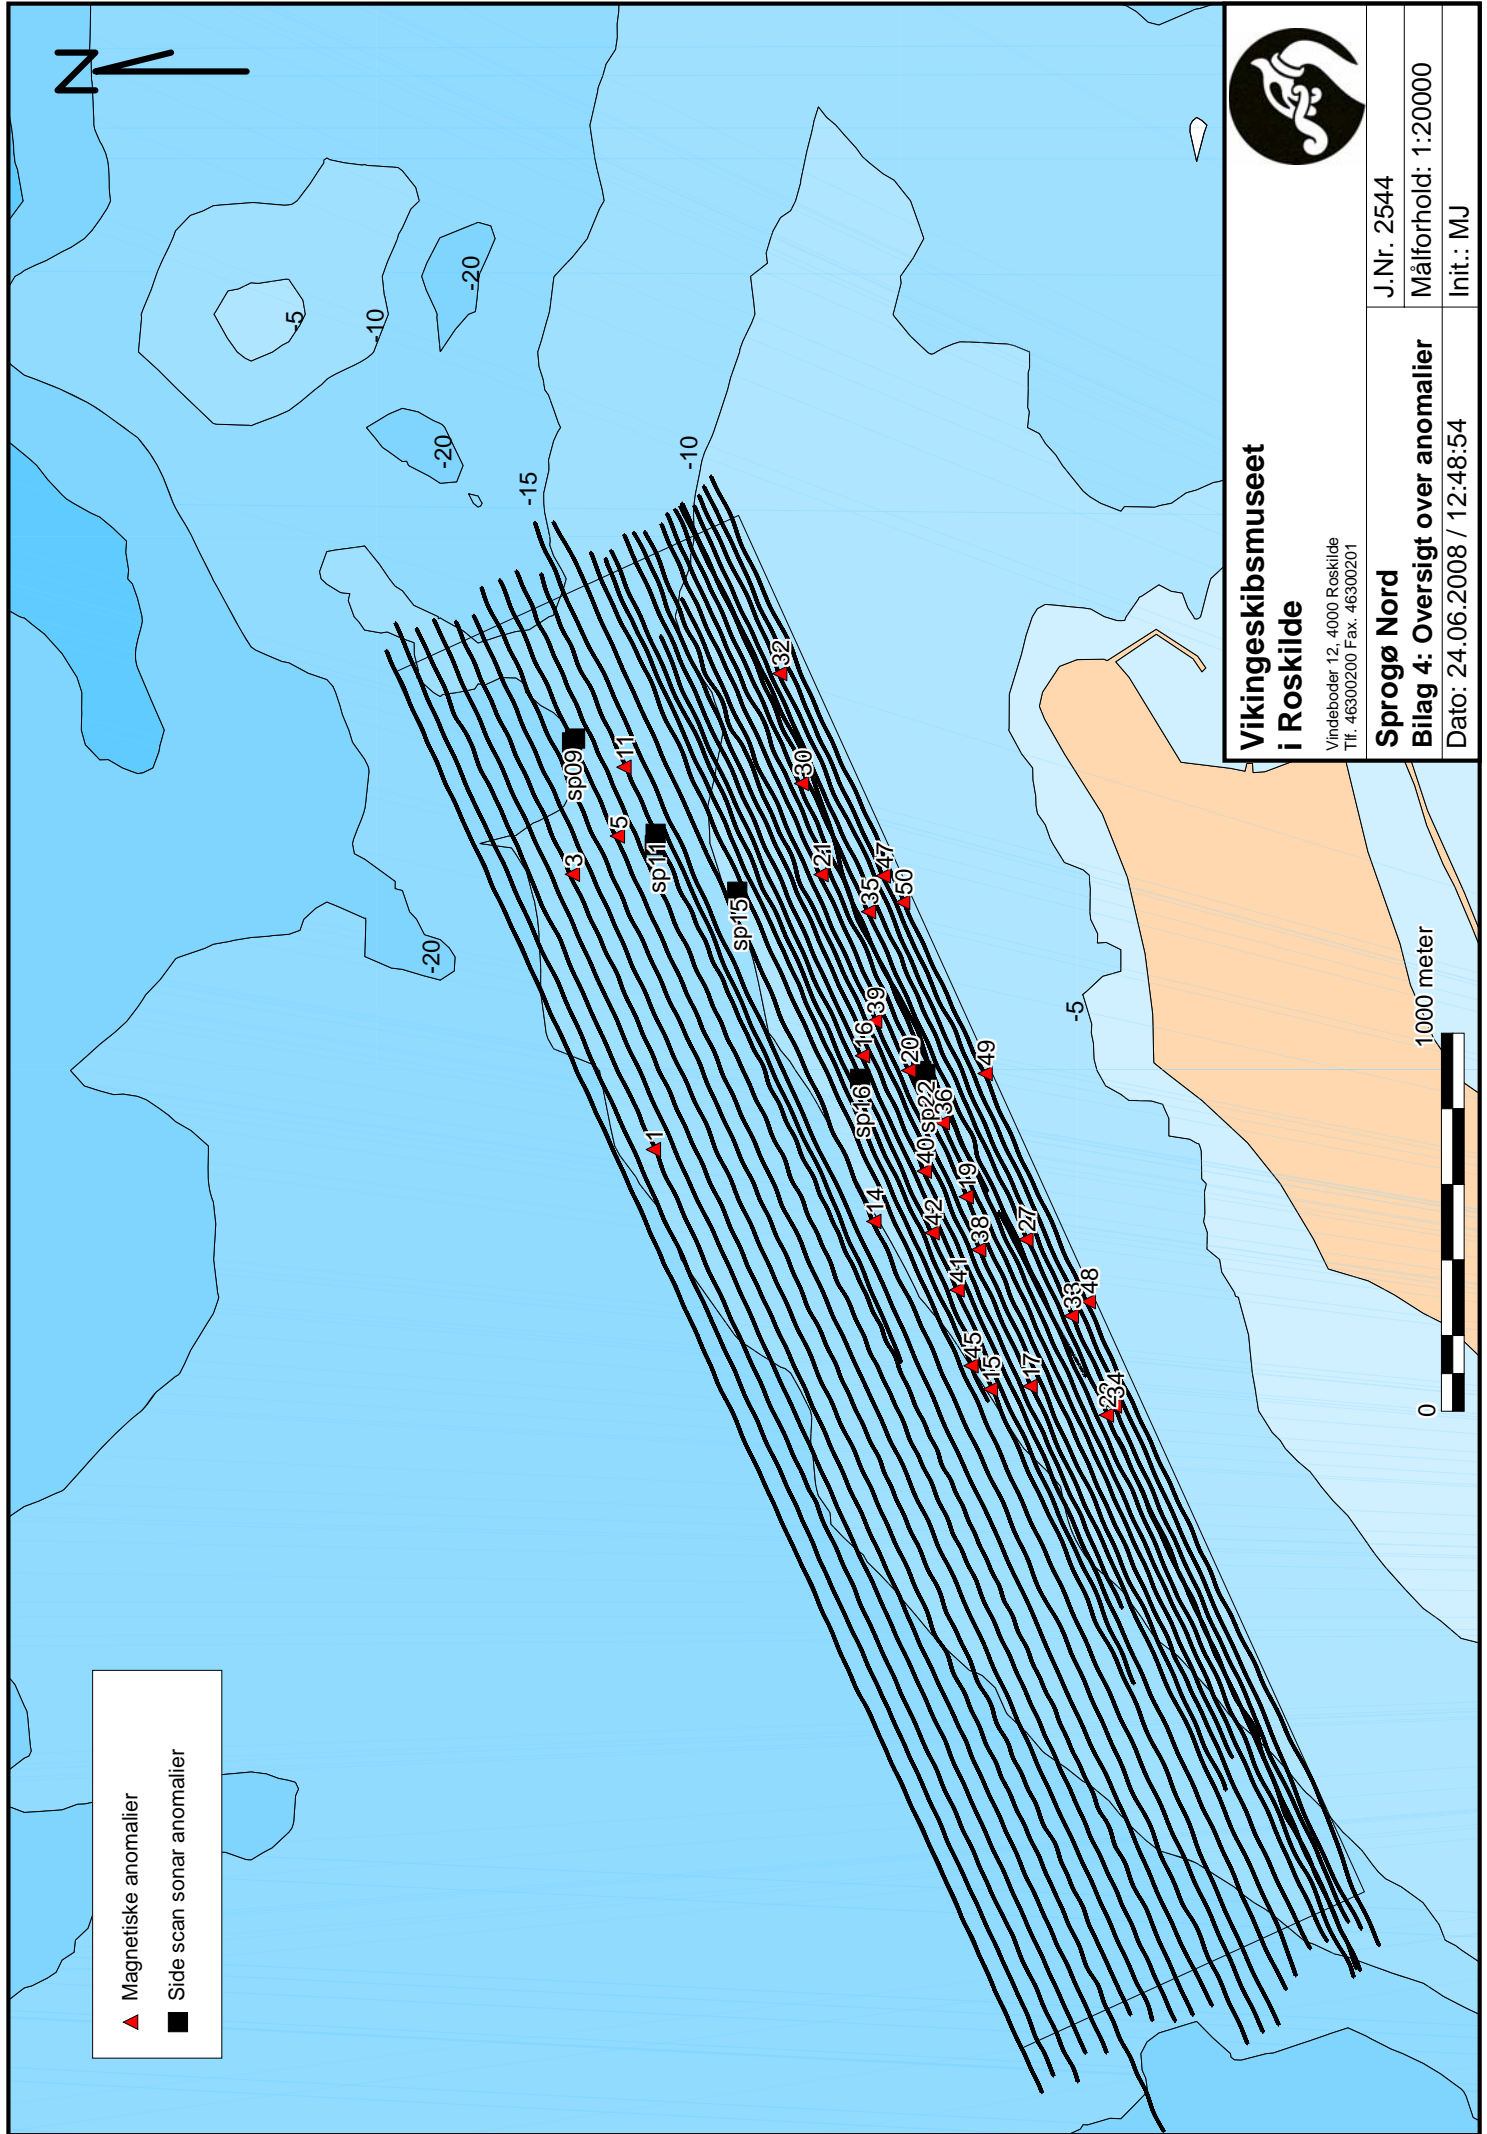 N
-5
-10
-20
-20
-15
-10
-20
-5
sp09
11
5
3
sp11
sp15
32
30
21
47
35
50
39
16
20
sp16
sp22
36
49
1
40
19
14
42
38
27
41
33
48
45
15
17
22
34
Magnetiske anomalier
Side scan sonar anomalier
0
1000 meter
Vikingeskibsmuseet
i Roskilde
Vindeboder 12, 4000 Roskilde
Tlf. 46300200 Fax. 46300201
Sprogø Nord
J.Nr. 2544
Bilag 4: Oversigt over anomalier
Målforhold: 1:20000
Dato: 24.06.2008 / 12:48:54
Init.: MJ